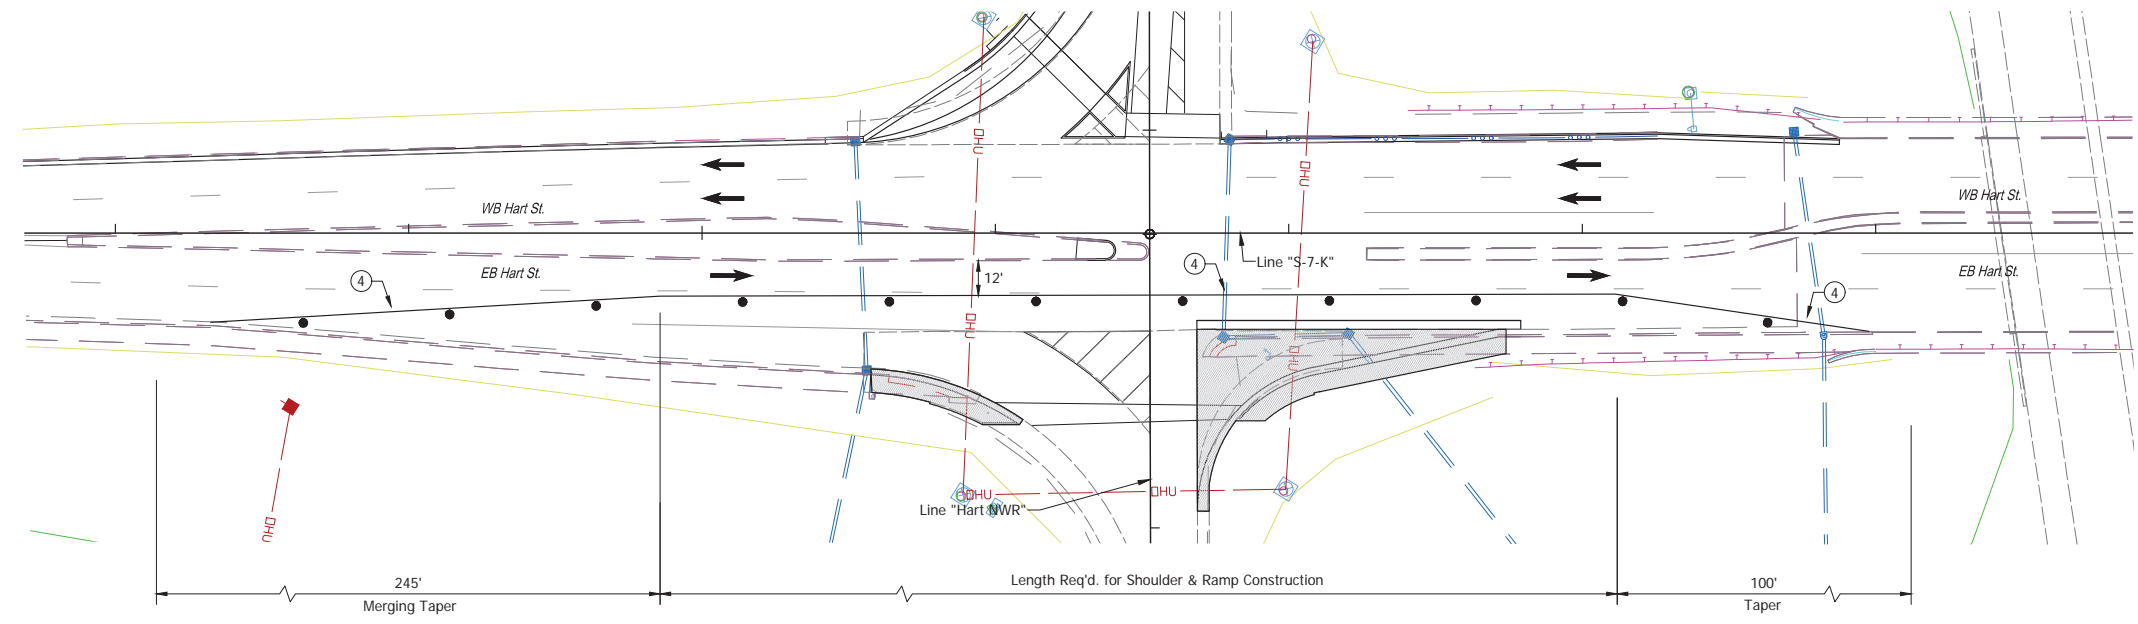 OHU
OHU
WB Hart St.
WB Hart St.
Line "S-7-K"
4
EB Hart St.
EB Hart St.
12'
4
4
OHU
OHU
OHU
OHU
Line "Hart NWR"
OHU
245'
Merging Taper
Length Req'd. for Shoulder & Ramp Construction
100'
Taper